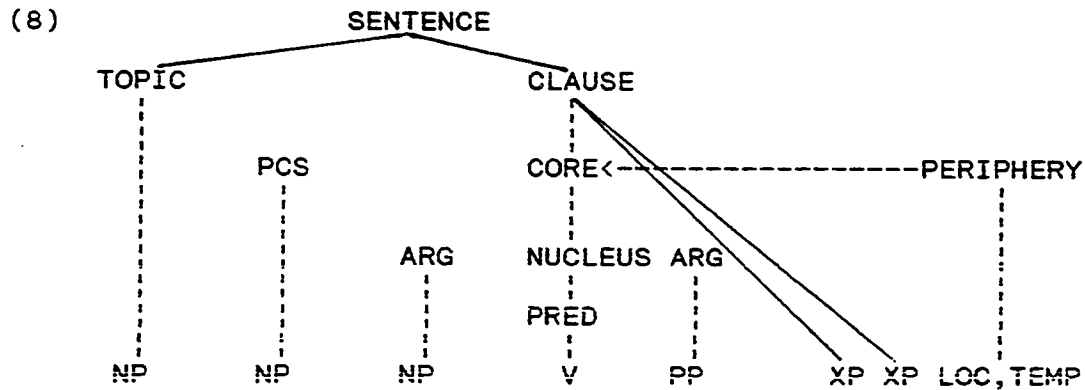 (8) SENTENCE
TOPIC CLAUSE
PCS CORE<---------------------PERIPHERY
ARG NUCLEUS ARG
PRED
NP NP NP V PP XP XP LOC,TEMP